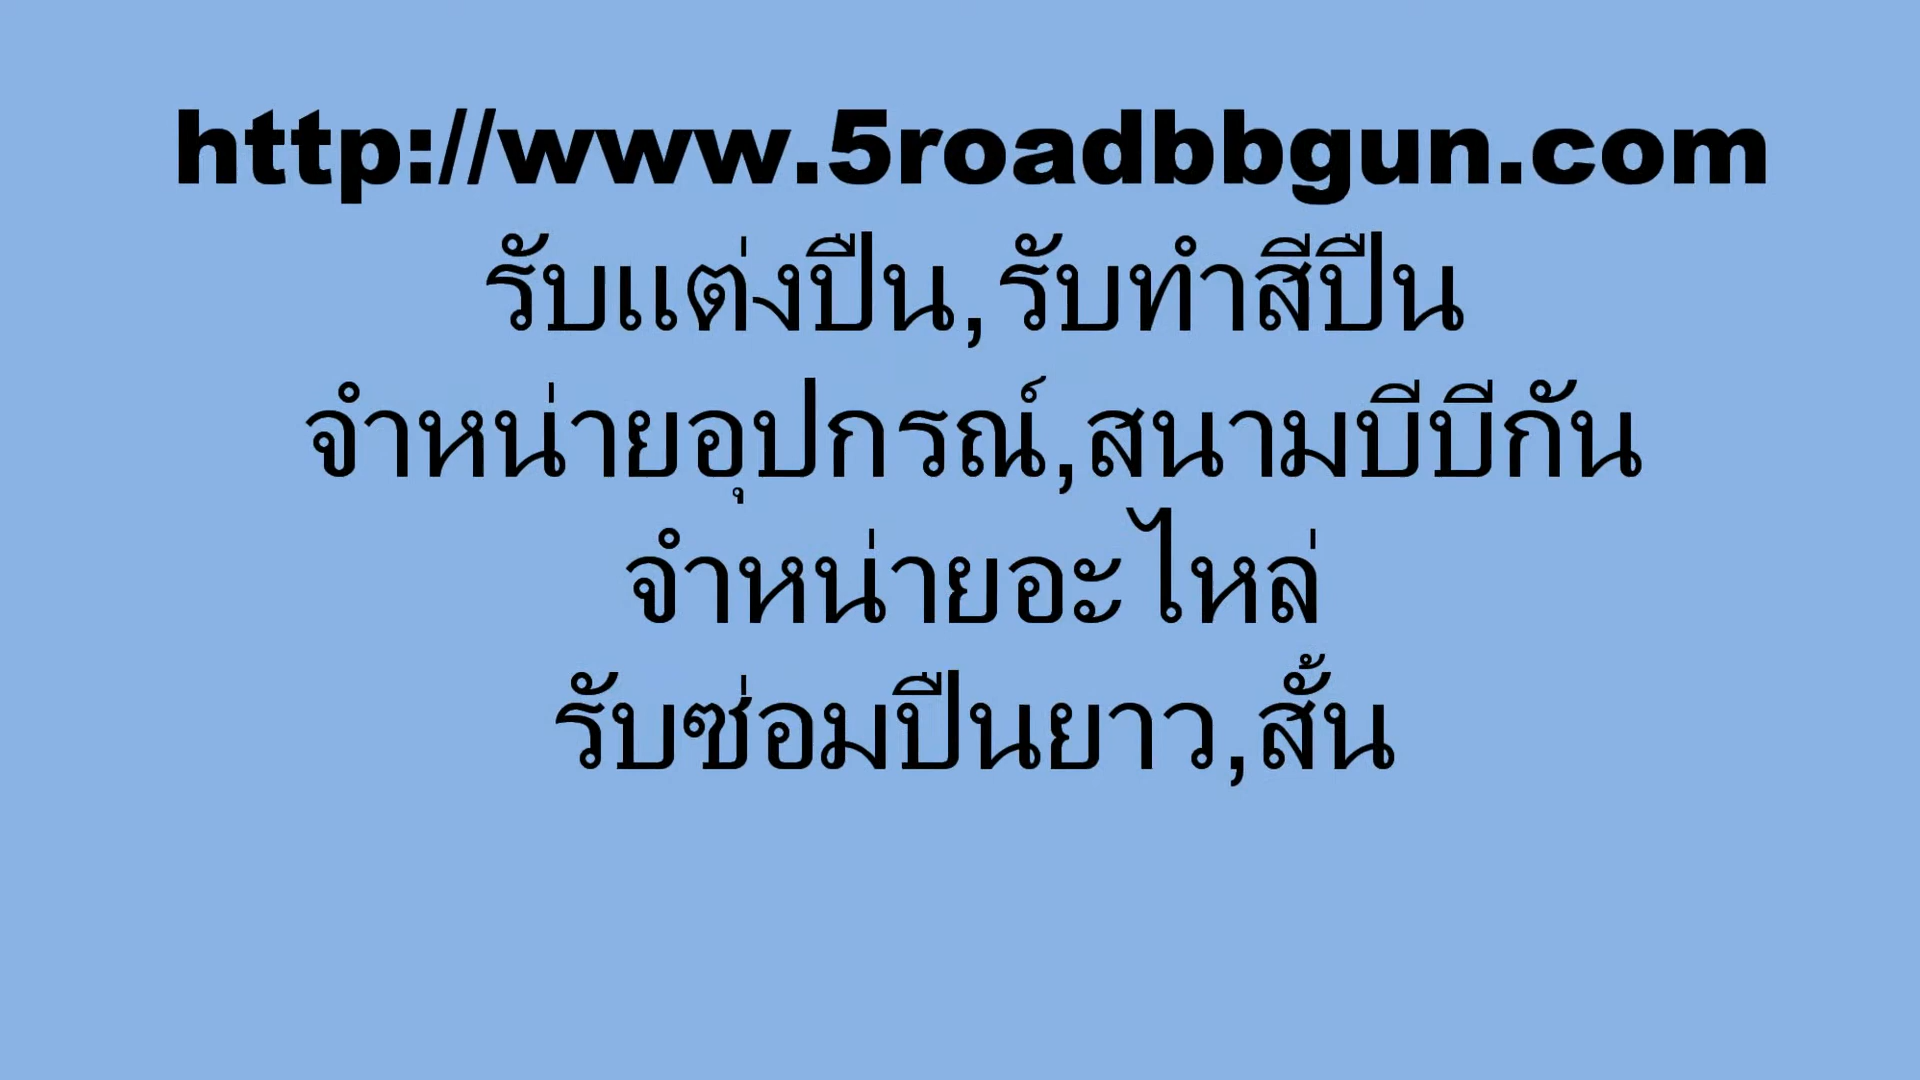 http://www.5roadbbgun.com
รับแต่งปืน,รับทำสีปืน
จำหน่ายอุปกรณ์,สนามบีบีกัน
จำหน่ายอะไหล่
รับซ่อมปืนยาว,สั้น